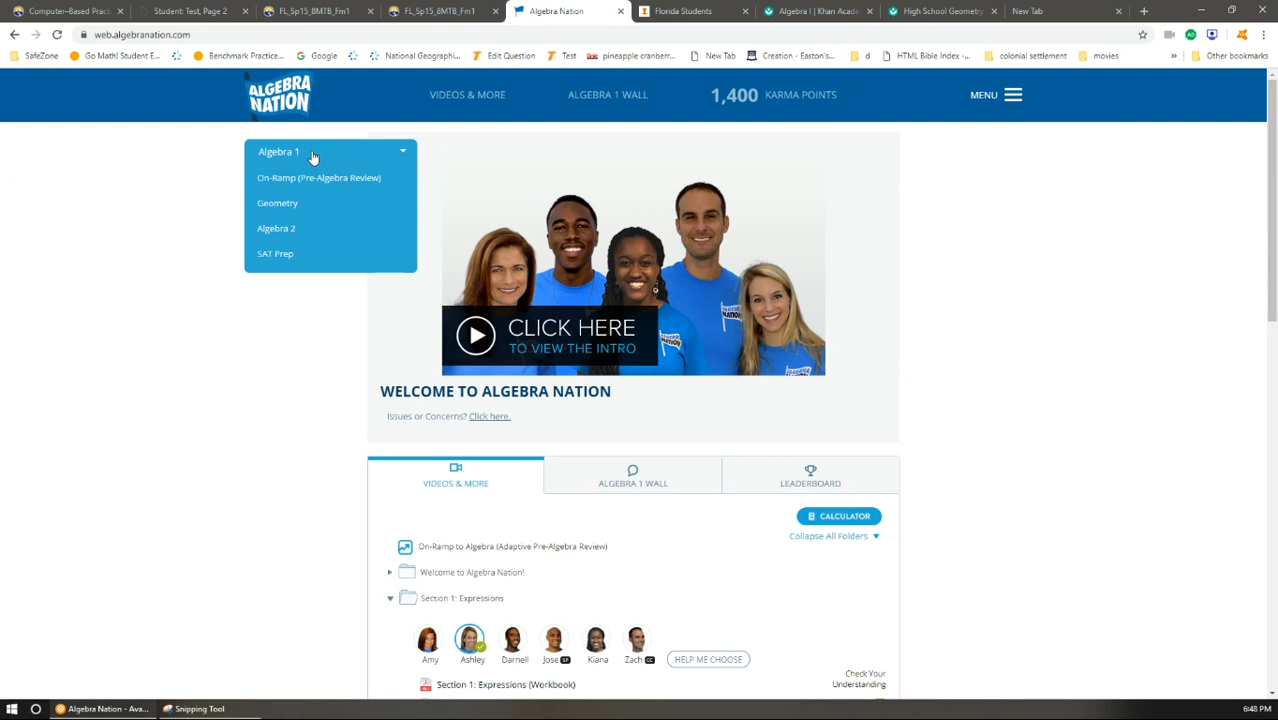 Computer–Based Pract
Student: Test, Page 2
FL_Sp15_8MTB_Fm1
FL_Sp15_8MTB_Fm1
Algebra Nation
Florida Students
Algebra I | Khan Acade
High School Geometry
New Tab
web.algebranation.com
SafeZone
Go Math! Student E...
Benchmark Practice...
Google
National Geographi...
Edit Question
Test
pineapple cranberr...
New Tab
Creation - Easton's...
d
HTML Bible Index -...
colonial settlement
movies
»
Other bookmarks
ALGEBRA
NATION
VIDEOS & MORE
ALGEBRA 1 WALL
1,400 KARMA POINTS
MENU
Algebra 1
On-Ramp (Pre-Algebra Review)
Geometry
Algebra 2
SAT Prep
CLICK HERE
TO VIEW THE INTRO
WELCOME TO ALGEBRA NATION
Issues or Concerns? Click here.
VIDEOS & MORE
ALGEBRA 1 WALL
LEADERBOARD
CALCULATOR
Collapse All Folders
On-Ramp to Algebra (Adaptive Pre-Algebra Review)
Welcome to Algebra Nation!
Section 1: Expressions
Amy
Ashley
Darnell
Jose SP
Kiana
Zach CC
HELP ME CHOOSE
Check Your
Understanding
Section 1: Expressions (Workbook)
Algebra Nation - Ava...
Snipping Tool
6:48 PM